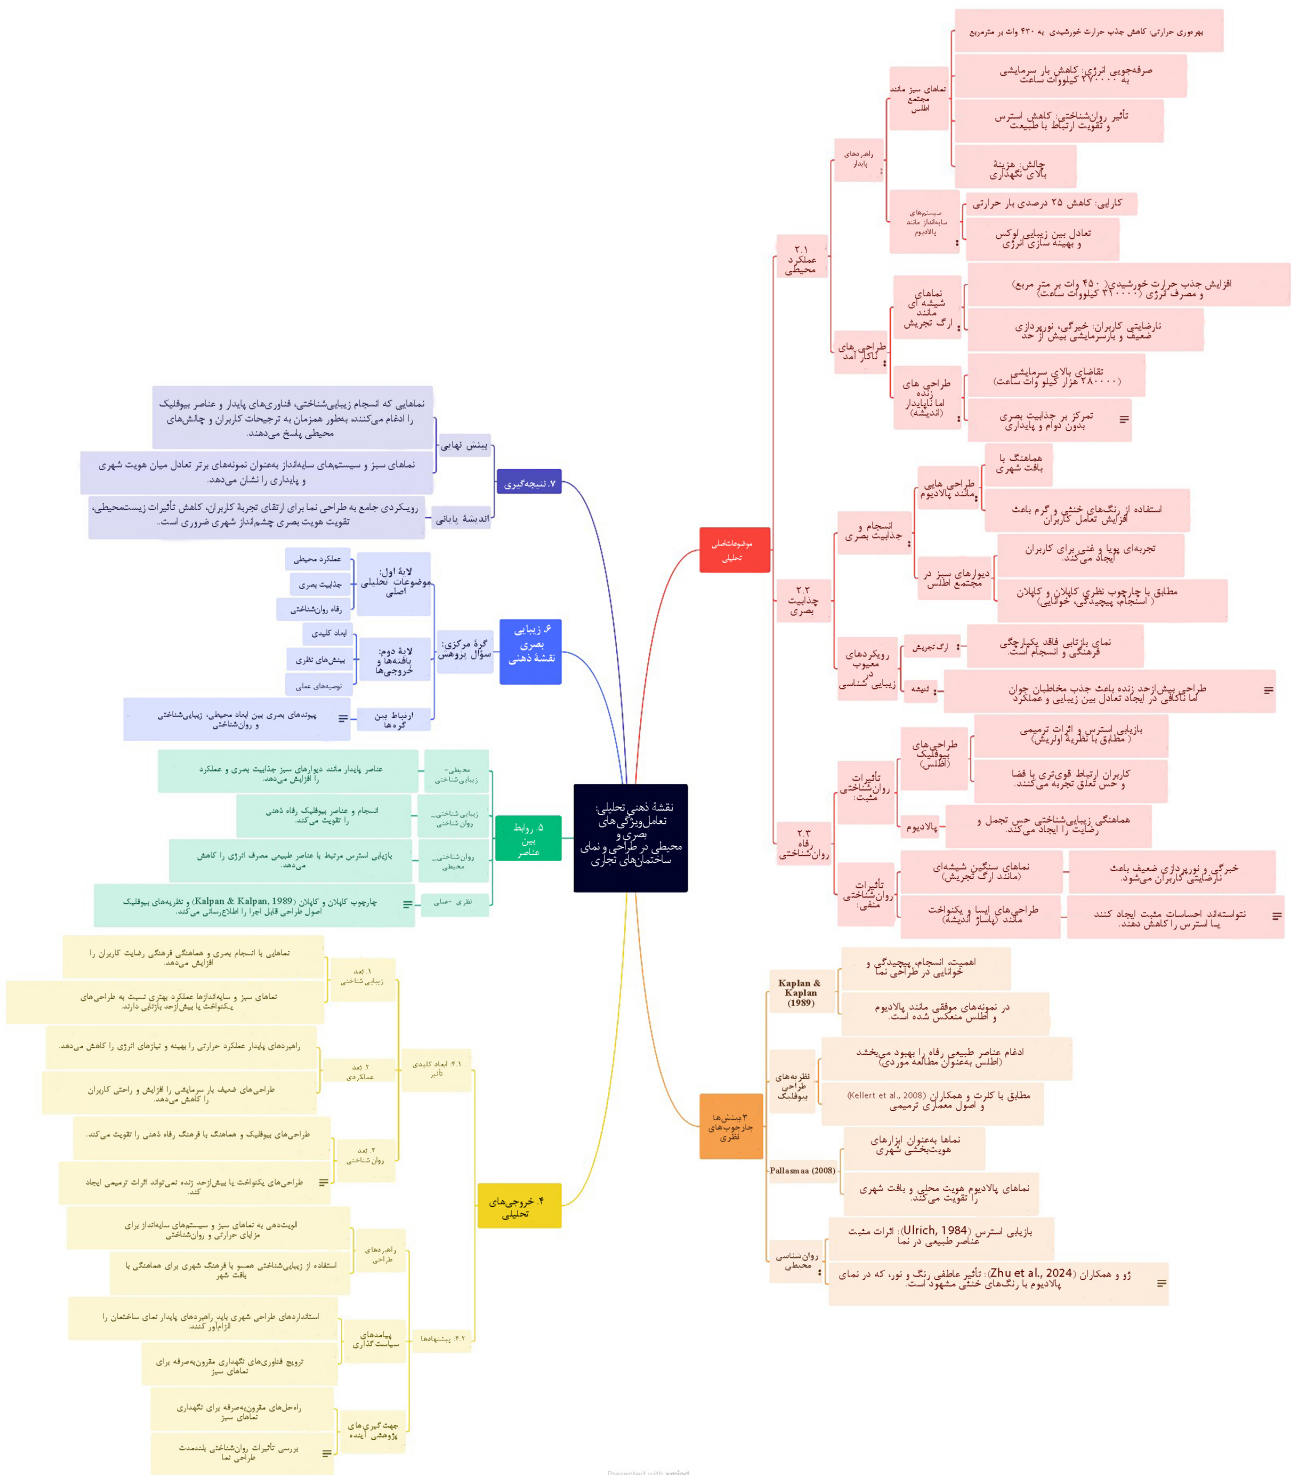 نقشهٔ ذهنی تحلیلی:
تعامل‌ویژگی‌های
بصری و
محیطی در طراحی و نمای
ساختمان‌های تجاری
موضوعات‌اصلی
تحلیلی
۲.۱
عملکرد
محیطی
راهبردهای
پایدار
نماهای سبز مانند
مجتمع
اطلس
بهره‌وری حرارتی: کاهش جذب حرارت خورشیدی به ۴۳۰ وات بر مترمربع
صرفه‌جویی انرژی: کاهش بار سرمایشی
به ۲۷۰۰۰۰ کیلووات ساعت
تأثیر روان‌شناختی: کاهش استرس
و تقویت ارتباط با طبیعت
چالش: هزینهٔ
بالای نگهداری
سیستم‌های
سایه‌انداز مانند
پالادیوم
کارایی: کاهش ۲۵ درصدی بار حرارتی
تعادل بین زیبایی لوکس
و بهینه سازی انرژی
طراحی های
ناکار آمد
نماهای
شیشه ای
مانند
ارگ تجریش
افزایش جذب حرارت خورشیدی( ۴۵۰ وات بر متر مربع)
و مصرف انرژی (۳۱۰۰۰۰ کیلووات ساعت)
نارضایتی کاربران: خیرگی، نورپردازی
ضعیف و بارسرمایشی بیش از حد
طراحی های
زنده
اما ناپایدار
(اندیشه)
تقاضای بالای سرمایشی
(۲۸۰۰۰۰ هزار کیلو وات ساعت)
تمرکز بر جذابیت بصری
بدون دوام و پایداری
۲.۲
جذابیت
بصری
انسجام و
جذابیت بصری
طراحی هایی
مانند پالادیوم
هماهنگ با
بافت شهری
استفاده از رنگ‌های خنثی و گرم باعث
افزایش تعامل کاربران
دیوارهای سبز در
مجتمع اطلس
تجربه‌ای پویا و غنی برای کاربران
ایجاد می‌کند.
مطابق با چارچوب نظری کاپلان و کاپلان
( انسجام، پیچیدگی، خوانایی)
رویکردهای
معیوب
در
زیبایی شناسی
ارگ تجریش
نمای بازتابی فاقد یکپارچگی
فرهنگی و انسجام است.
طراحی بیش‌ازحد زنده باعث جذب مخاطبان جوان
اما ناکافی در ایجاد تعادل بین زیبایی و عملکرد
۲.۳
رفاه
روان‌شناختی
تأثیرات
روان‌شناختی
مثبت:
طراحی‌های
بیوفلیک
(اطلس)
بازیابی استرس و اثرات ترمیمی
( مطابق با نظریهٔ اولریش)
کاربران ارتباط قوی‌تری با فضا
و حس تعلق تجربه می‌کنند.
پالادیوم
هماهنگی زیبایی‌شناختی حس تجمل و
رضایت را ایجاد می‌کند.
تأثیرات
روان‌شناختی
منفی:
نماهای سنگین شیشه‌ای
(مانند ارگ تجریش)
خیرگی و نورپردازی ضعیف باعث
نارضایتی کاربران می‌شود.
طراحی‌های ایستا و یکنواخت
مانند (پاساژ اندیشه)
نتوانسته‌اند احساسات مثبت ایجاد کنند
یا استرس را کاهش دهند.
۳.بینش‌ها
چارچوب‌های
نظری
Kaplan &
Kaplan
(1989)
اهمیت، انسجام، پیچیدگی و
خوانایی در طراحی نما
در نمونه‌های موفقی مانند پالادیوم
و اطلس منعکس شده است.
نظریه‌های
طراحی
بیوفلیک
ادغام عناصر طبیعی رفاه را بهبود می‌بخشد
(اطلس به‌عنوان مطالعهٔ موردی)
مطابق با کلرت و همکاران (Kellert et al., 2008)
و اصول معماری ترمیمی
Pallasmaa (2008)
نماها به‌عنوان ابزارهای
هویت‌بخشی شهری
نماهای پالادیوم هویت محلی و بافت شهری
را تقویت می‌کند.
روان‌شناسی
محیطی
بازیابی استرس (Ulrich, 1984): اثرات مثبت
عناصر طبیعی در نما
ژو و همکاران (Zhu et al., 2024): تأثیر عاطفی رنگ و نور، که در نمای
پالادیوم با رنگ‌های خنثی مشهود است.
۷. نتیجه‌گیری
بینش نهایی
نماهایی که انسجام زیبایی‌شناختی، فناوری‌های پایدار و عناصر بیوفلیک
را ادغام می‌کنند، به‌طور همزمان به ترجیحات کاربران و چالش‌های
محیطی پاسخ می‌دهند.
نماهای سبز و سیستم‌های سایه‌انداز به‌عنوان نمونه‌های برتر تعادل میان هویت شهری
و پایداری را نشان می‌دهد.
اندیشهٔ پایانی
رویکردی جامع به طراحی نما برای ارتقای تجربهٔ کاربران، کاهش تأثیرات زیست‌محیطی،
تقویت هویت بصری چشم‌انداز شهری ضروری است..
۶. زیبایی
بصری
نقشهٔ ذهنی
گرهٔ مرکزی:
سؤال پژوهش
لایهٔ اول:
موضوعات تحلیلی
اصلی
عملکرد محیطی
جذابیت بصری
رفاه روان‌شناختی
لایهٔ دوم:
یافته‌ها و
خروجی‌ها
ابعاد کلیدی
بینش‌های نظری
توصیه‌های عملی
ارتباط بین
گره‌ها
پیوندهای بصری بین ابعاد محیطی، زیبایی‌شناختی
و روان‌شناختی
۵. روابط
بین
عناصر
محیطی–
زیبایی‌شناختی
عناصر پایدار مانند دیوارهای سبز جذابیت بصری و عملکرد
را افزایش می‌دهد.
زیبایی شناختی_
روان شناختی
انسجام و عناصر بیوفلیک رفاه ذهنی
را تقویت می‌کند.
روان شناختی_
محیطی
بازیابی استرس مرتبط با عناصر طبیعی مصرف انرژی را کاهش
می‌دهد.
نظری -عملی
چارچوب کاپلان و کاپلان (Kalpan & Kalpan, 1989) و نظریه‌های بیوفلیک
اصول طراحی قابل اجرا را اطلاع‌رسانی می‌کند.
۴. خروجی‌های
تحلیلی
۴.۱: ابعاد کلیدی
تأثیر
۱. بُعد
زیبایی شناختی
نماهایی با انسجام بصری و هماهنگی فرهنگی رضایت کاربران را
افزایش می‌دهد.
نماهای سبز و سایه‌اندازها عملکرد بهتری نسبت به طراحی‌های
یکنواخت یا بیش‌ازحد بازتابی دارند.
۲. بُعد
عملکردی
راهبردهای پایدار عملکرد حرارتی را بهینه و نیازهای انرژی را کاهش می‌دهد.
طراحی‌های ضعیف بار سرمایشی را افزایش و راحتی کاربران
را کاهش می‌دهد.
۳. بُعد
روان شناختی
طراحی‌های بیوفلیک و هماهنگ با فرهنگ رفاه ذهنی را تقویت می‌کند.
طراحی‌های یکنواخت یا بیش‌ازحد زنده نمی‌تواند اثرات ترمیمی ایجاد
کند.
۴.۲: پیشنهادها
راهبردهای
طراحی
الویت‌دهی به نماهای سبز و سیستم‌های سایه‌انداز برای
مزایای حرارتی و روان‌شناختی
استفاده از زیبایی‌شناختی همسو با فرهنگ شهری برای هماهنگی با
بافت شهر
پیامدهای
سیاست گذاری
استانداردهای طراحی شهری باید راهبردهای پایدار نمای ساختمان را
الزام‌آور کنند.
ترویج فناوری‌های نگهداری مقرون‌به‌صرفه برای
نماهای سبز
جهت گیری های
پژوهشی آینده
راه‌حل‌های مقرون‌به‌صرفه برای نگهداری
نماهای سبز
بررسی تأثیرات روان‌شناختی بلندمدت
طراحی نما
Presented with xmind